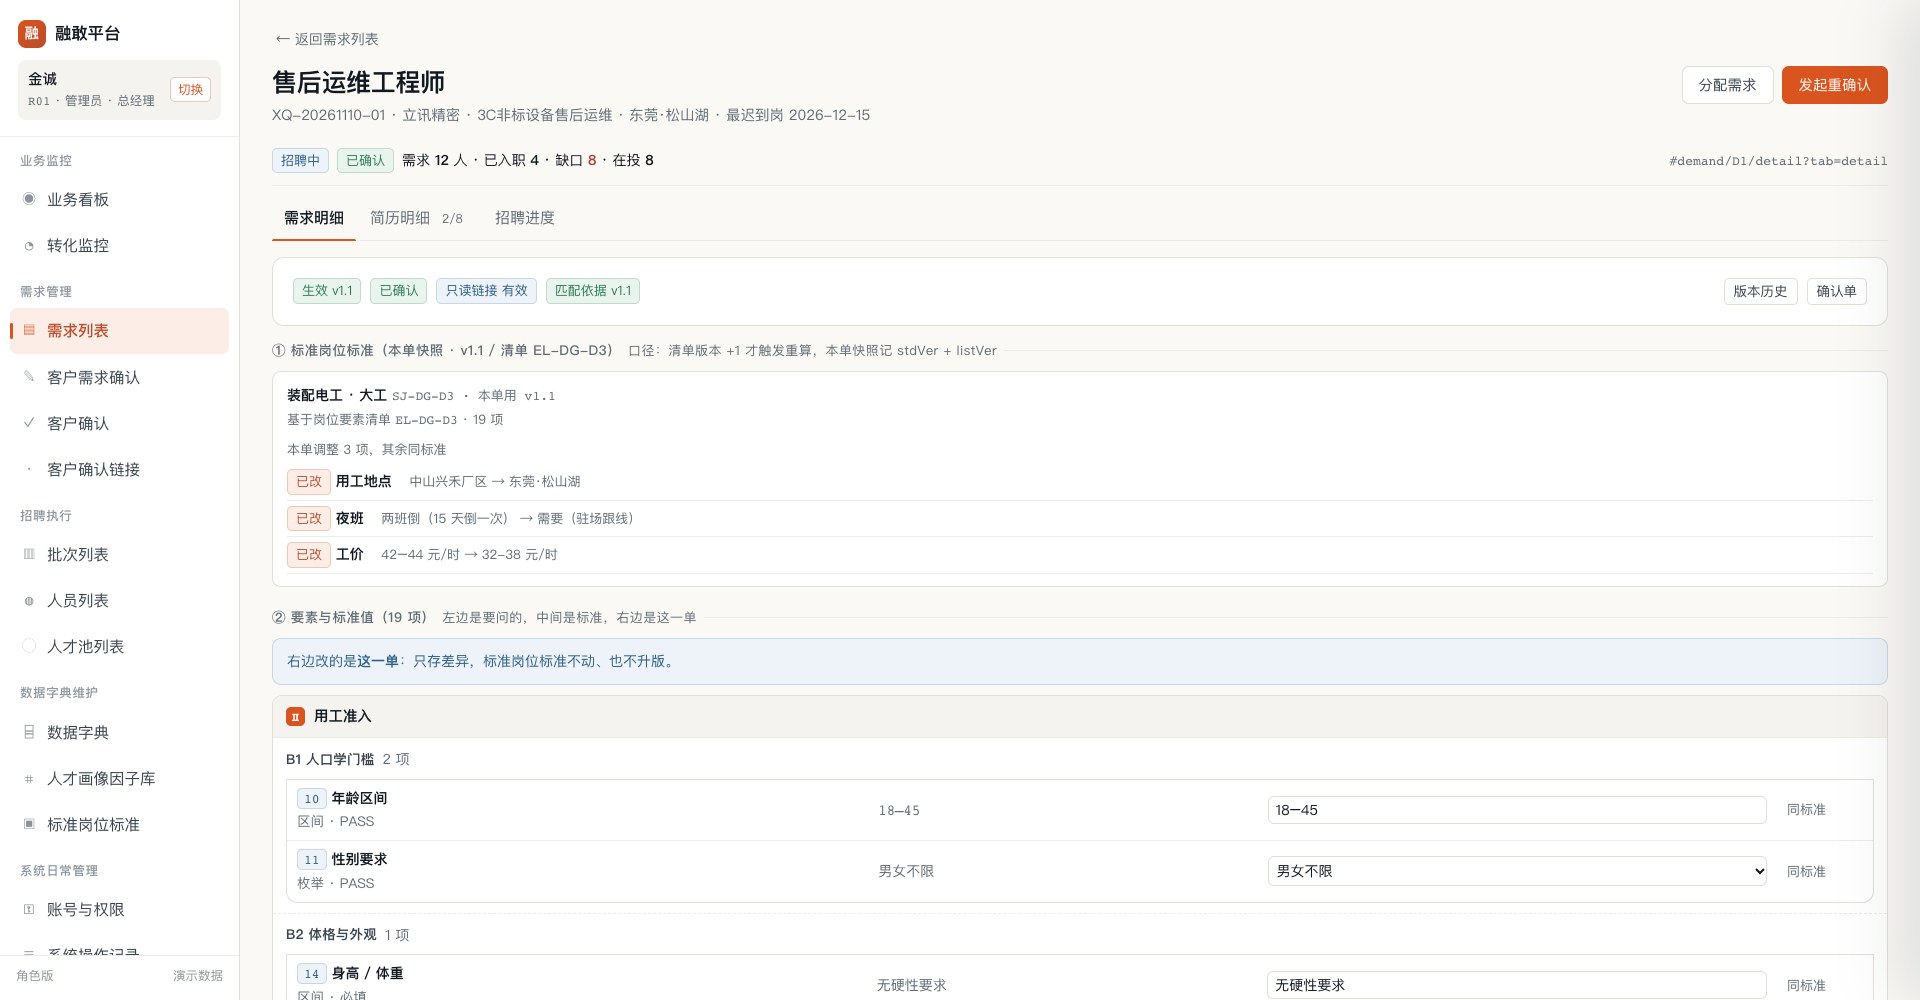 融 融敢平台
金诚
R01 · 管理员 · 总经理
切换
业务监控
业务看板
转化监控
需求管理
需求列表
客户需求确认
客户确认
客户确认链接
招聘执行
批次列表
人员列表
人才池列表
数据字典维护
数据字典
人才画像因子库
标准岗位标准
系统日常管理
账号与权限
系统操作记录
角色版 演示数据
← 返回需求列表
售后运维工程师
分配需求 发起重确认
XQ-20261110-01 · 立讯精密 · 3C非标设备售后运维 · 东莞·松山湖 · 最迟到岗 2026-12-15
招聘中 已确认 需求 12 人 · 已入职 4 · 缺口 8 · 在投 8
#demand/D1/detail?tab=detail
需求明细 简历明细 2/8 招聘进度
生效 v1.1 已确认 只读链接 有效 匹配依据 v1.1 版本历史 确认单
① 标准岗位标准（本单快照 · v1.1 / 清单 EL-DG-D3） 口径：清单版本 +1 才触发重算，本单快照记 stdVer + listVer
装配电工 · 大工 SJ-DG-D3 · 本单用 v1.1
基于岗位要素清单 EL-DG-D3 · 19 项
本单调整 3 项，其余同标准
已改 用工地点 中山兴禾厂区 → 东莞·松山湖
已改 夜班 两班倒（15 天倒一次） → 需要（驻场跟线）
已改 工价 42—44 元/时 → 32-38 元/时
② 要素与标准值（19 项） 左边是要问的，中间是标准，右边是这一单
右边改的是这一单：只存差异，标准岗位标准不动、也不升版。
II 用工准入
B1 人口学门槛 2 项
10 年龄区间
区间 · PASS
18—45 18—45 同标准
11 性别要求
枚举 · PASS
男女不限 男女不限 同标准
B2 体格与外观 1 项
14 身高 / 体重
区间 · 必填
无硬性要求 无硬性要求 同标准